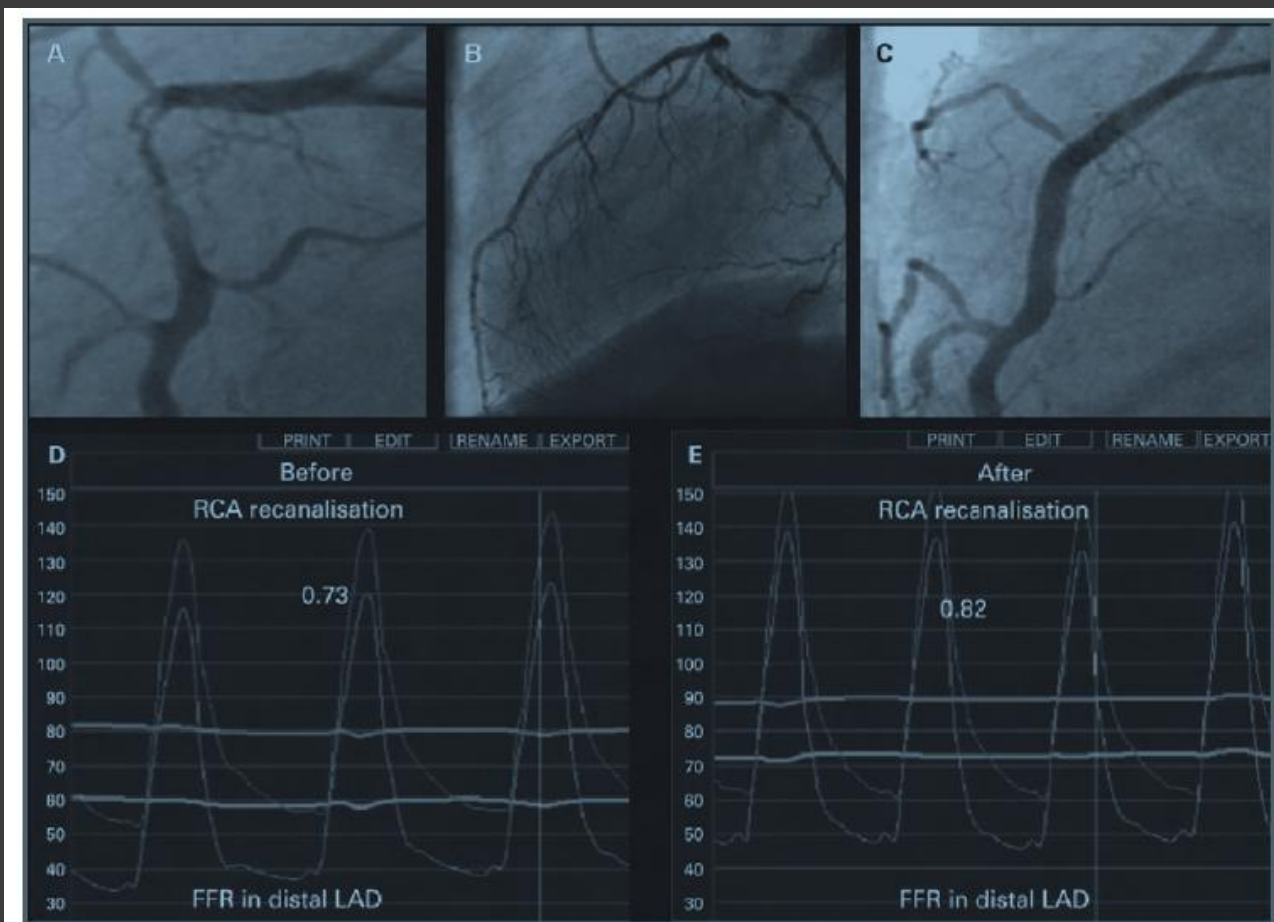 A
B
C
D
PRINT EDIT RENAME EXPORT
Before
RCA recanalisation
0.73
150
140
130
120
110
100
90
80
70
60
50
40
30
FFR in distal LAD
E
PRINT EDIT RENAME EXPORT
After
RCA recanalisation
0.82
150
140
130
120
110
100
90
80
70
60
50
40
30
FFR in distal LAD